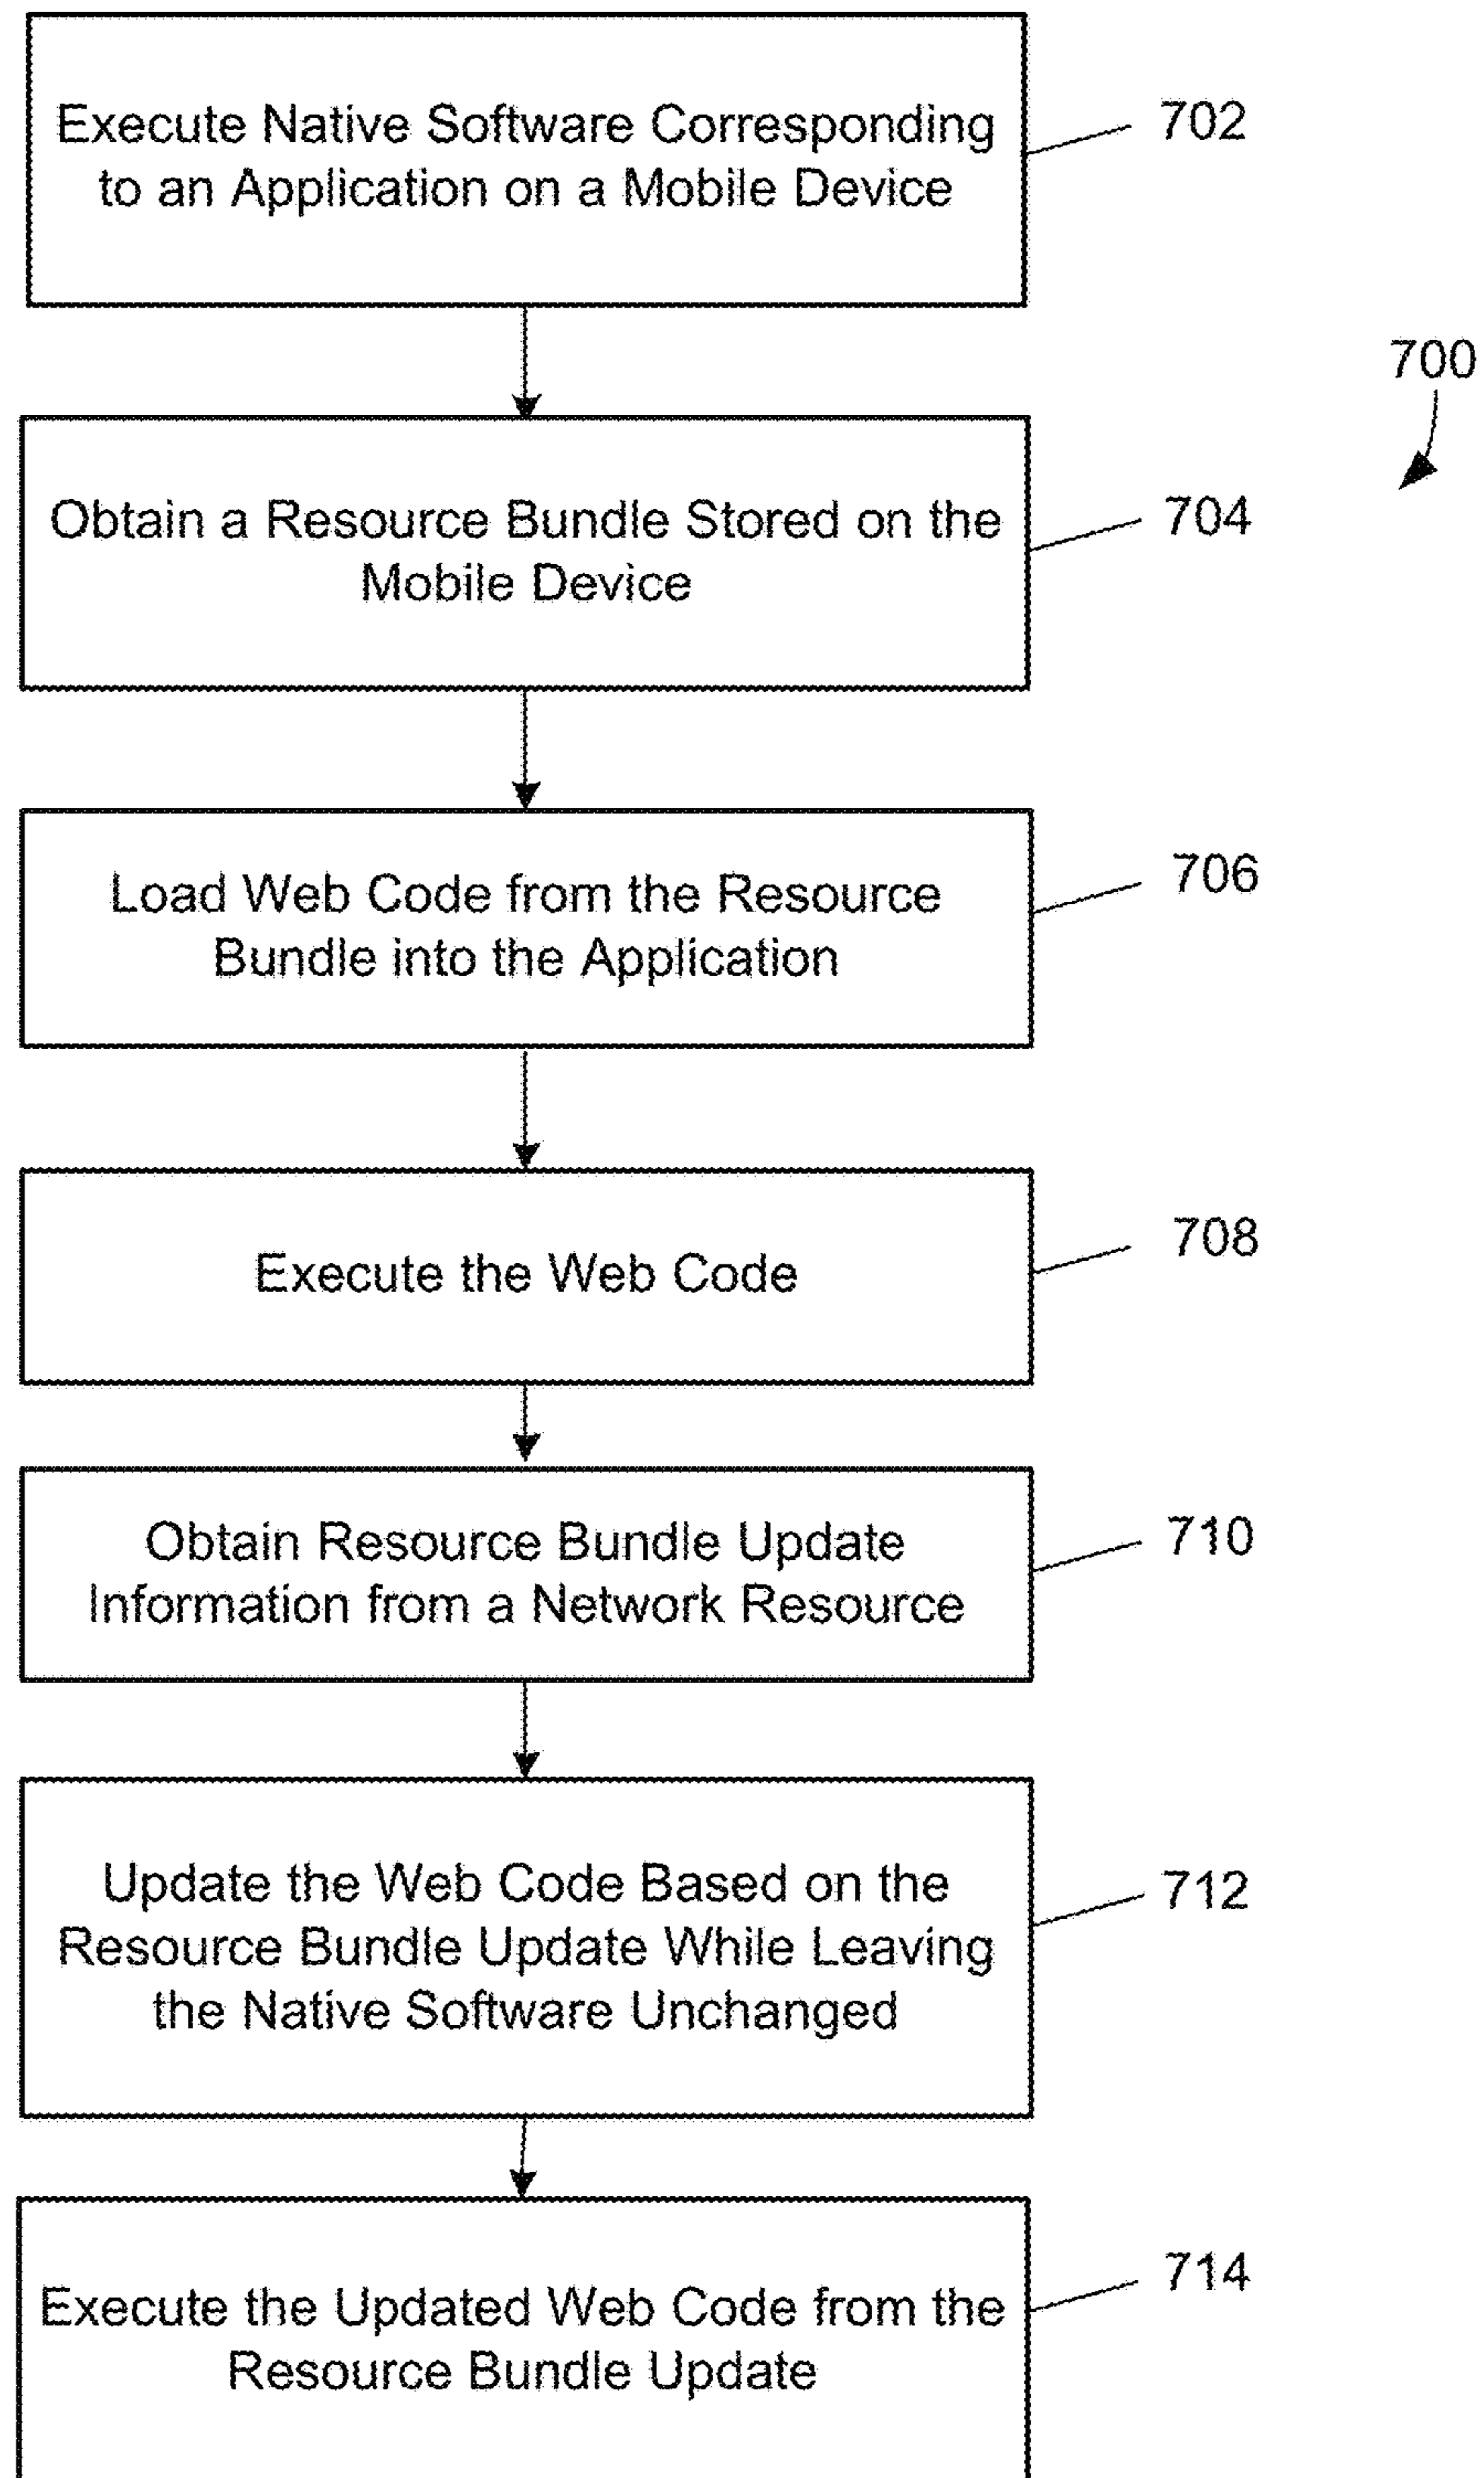 Execute Native Software Corresponding
to an Application on a Mobile Device
702
700
Obtain a Resource Bundle Stored on the
Mobile Device
704
Load Web Code from the Resource
Bundle into the Application
706
Execute the Web Code
708
Obtain Resource Bundle Update
Information from a Network Resource
710
Update the Web Code Based on the
Resource Bundle Update While Leaving
the Native Software Unchanged
712
Execute the Updated Web Code from the
Resource Bundle Update
714